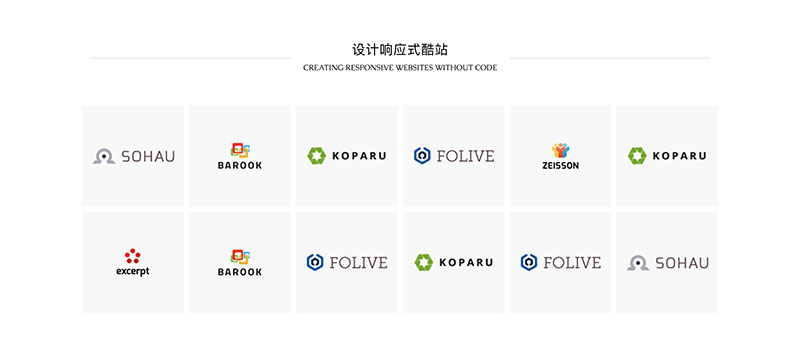 设计响应式酷站
CREATING RESPONSIVE WEBSITES WITHOUT CODE
SOHAU
BAROOK
KOPARU
FOLIVE
ZEISSON
KOPARU
excerpt
BAROOK
FOLIVE
KOPARU
FOLIVE
SOHAU